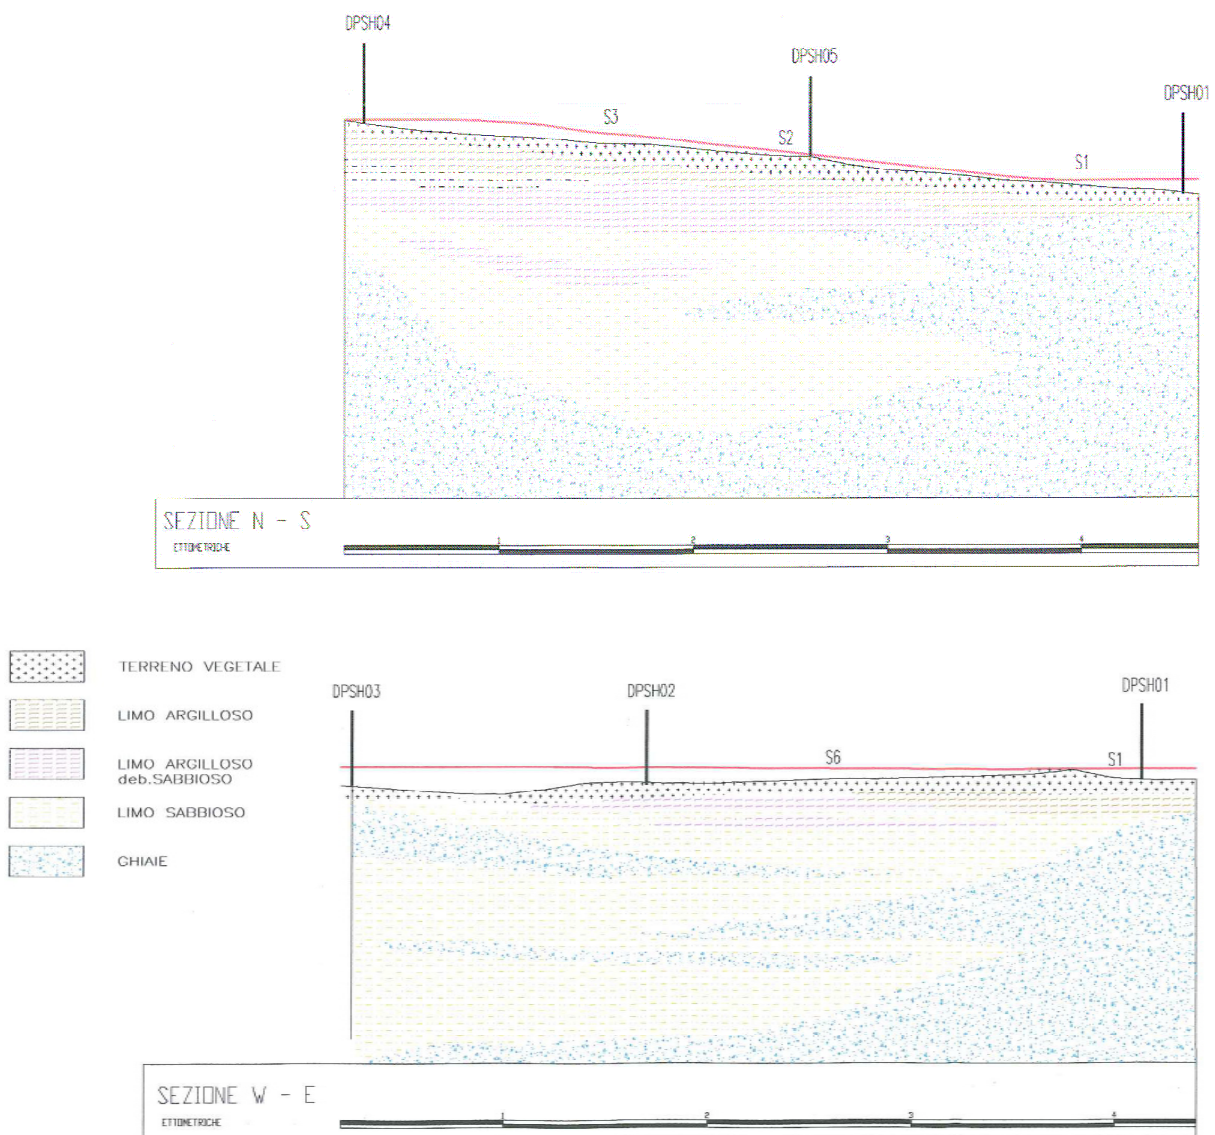 DPSH04
DPSH05
DPSH01
S3
S2
S1
SEZIONE N - S
ETTOMETRICHE
1 2 3 4
TERRENO VEGETALE
LIMO ARGILLOSO
LIMO ARGILLOSO
deb.SABBIOSO
LIMO SABBIOSO
GHIAIE
DPSH03
DPSH02
DPSH01
S6
S1
SEZIONE W - E
ETTOMETRICHE
1 2 3 4